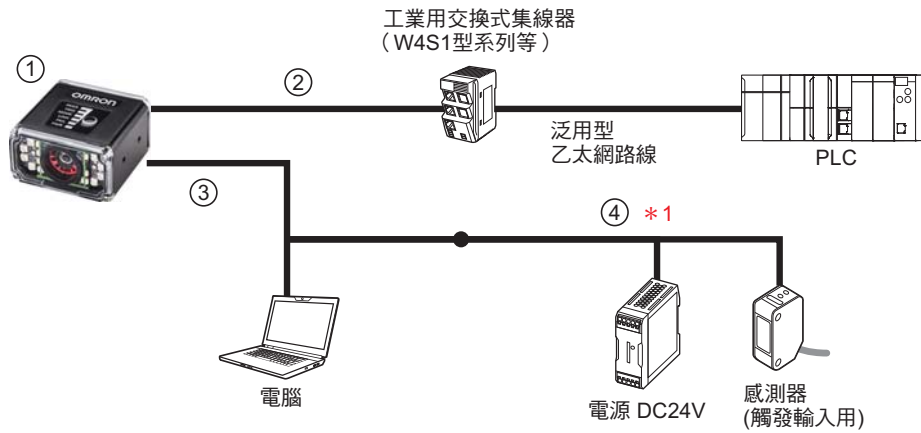 工業用交換式集線器
（W4S1型系列等）
①
OMRON
②
泛用型
乙太網路線
PLC
③
④ ＊1
電腦
電源 DC24V
感測器
(觸發輸入用)